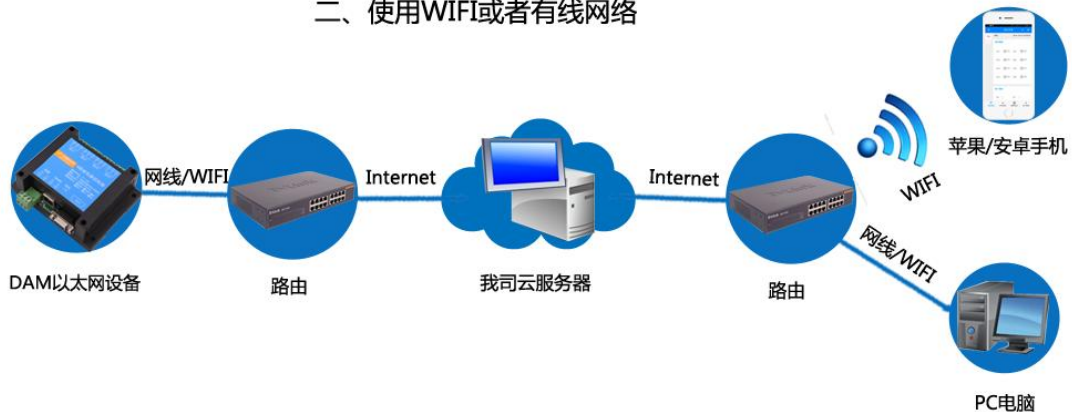 二、使用WIFI或者有线网络
网线/WIFI
Internet
Internet
WIFI
苹果/安卓手机
网线/WIFI
DAM以太网设备
路由
我司云服务器
路由
PC电脑